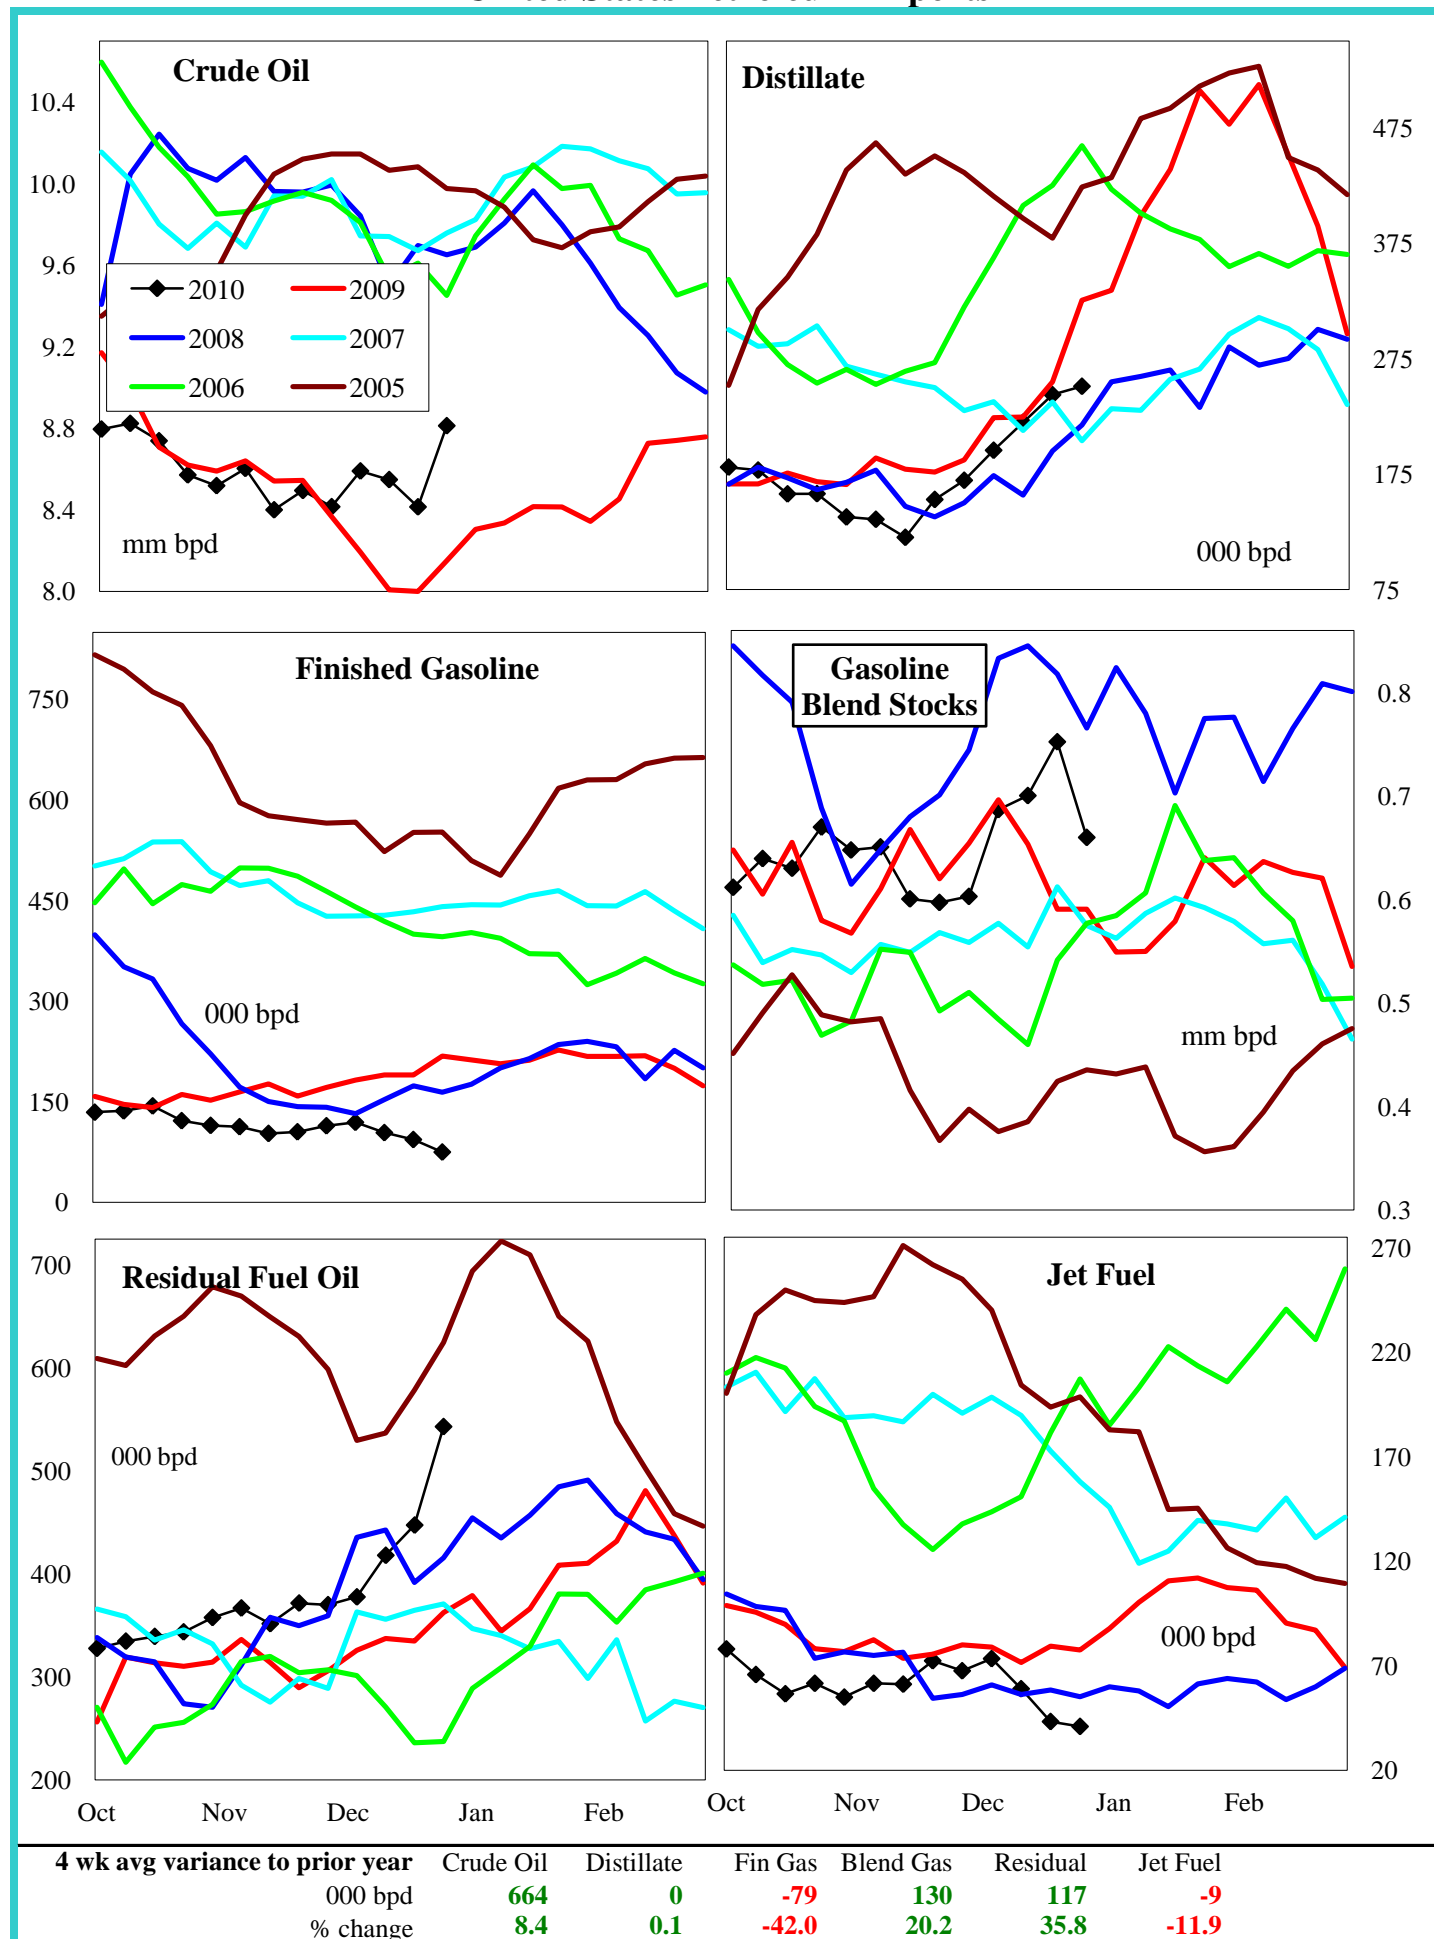 Crude Oil
10.4
10.0
9.6
9.2
8.8
8.4
8.0
2010 2009
2008 2007
2006 2005
mm bpd
Distillate
475
375
275
175
75
000 bpd
Finished Gasoline
750
600
450
300
150
0
000 bpd
Gasoline
Blend Stocks
0.8
0.7
0.6
0.5
0.4
0.3
mm bpd
Residual Fuel Oil
700
600
500
400
300
200
000 bpd
Oct Nov Dec Jan Feb
Jet Fuel
270
220
170
120
70
20
000 bpd
Oct Nov Dec Jan Feb
4 wk avg variance to prior year Crude Oil Distillate Fin Gas Blend Gas Residual Jet Fuel
000 bpd 664 0 -79 130 117 -9
% change 8.4 0.1 -42.0 20.2 35.8 -11.9